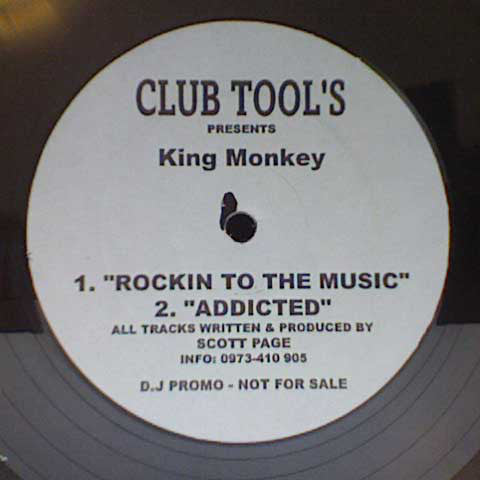 CLUB TOOL'S
PRESENTS
King Monkey
1. "ROCKIN TO THE MUSIC"
2. "ADDICTED"
ALL TRACKS WRITTEN & PRODUCED BY
SCOTT PAGE
INFO: 0973-410 905
D.J PROMO - NOT FOR SALE